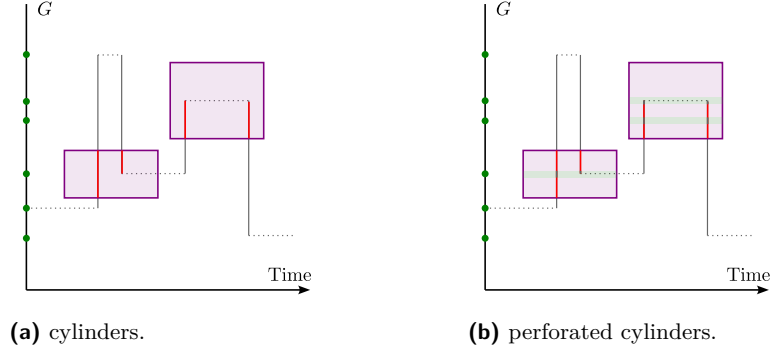 G
G
Time
Time
(a) cylinders.
(b) perforated cylinders.